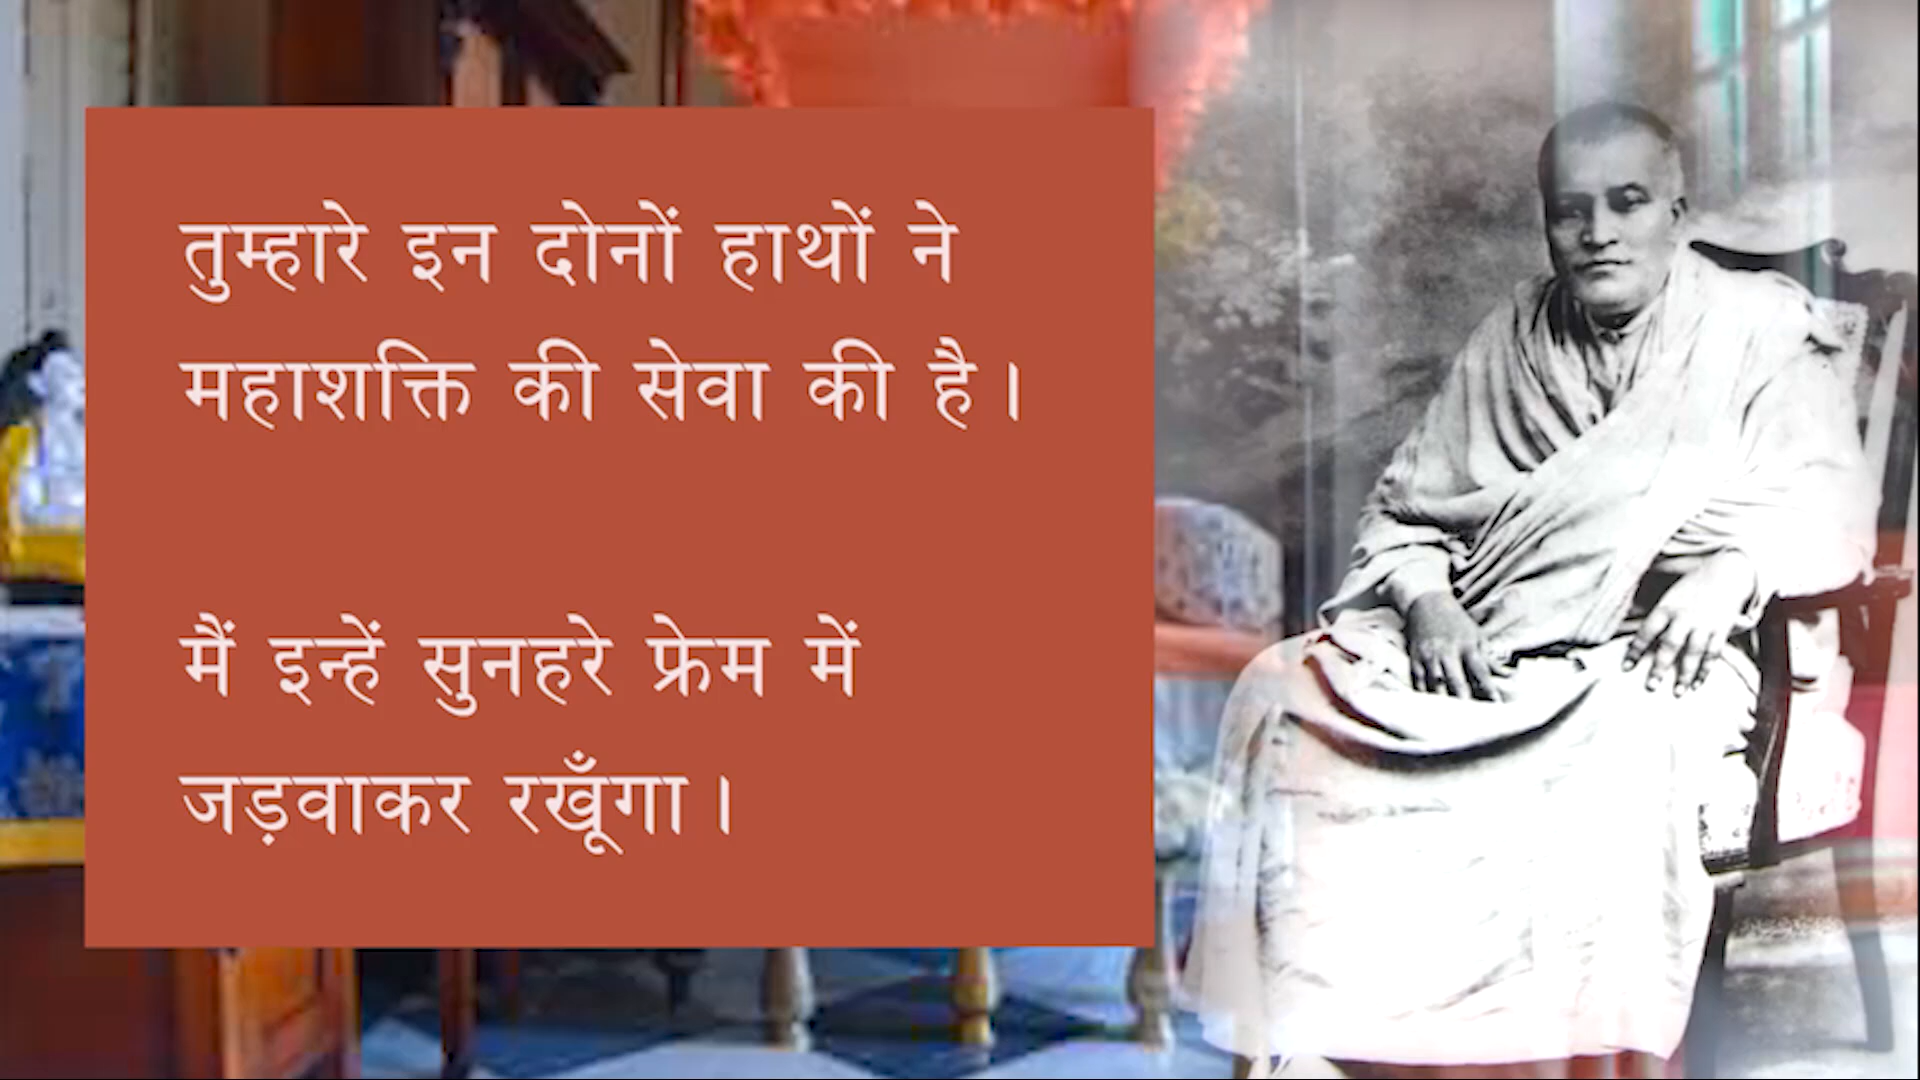 तुम्हारे इन दोनों हाथों ने
महाशक्ति की सेवा की है।
मैं इन्हें सुनहरे फ्रेम में
जड़वाकर रखूँगा।